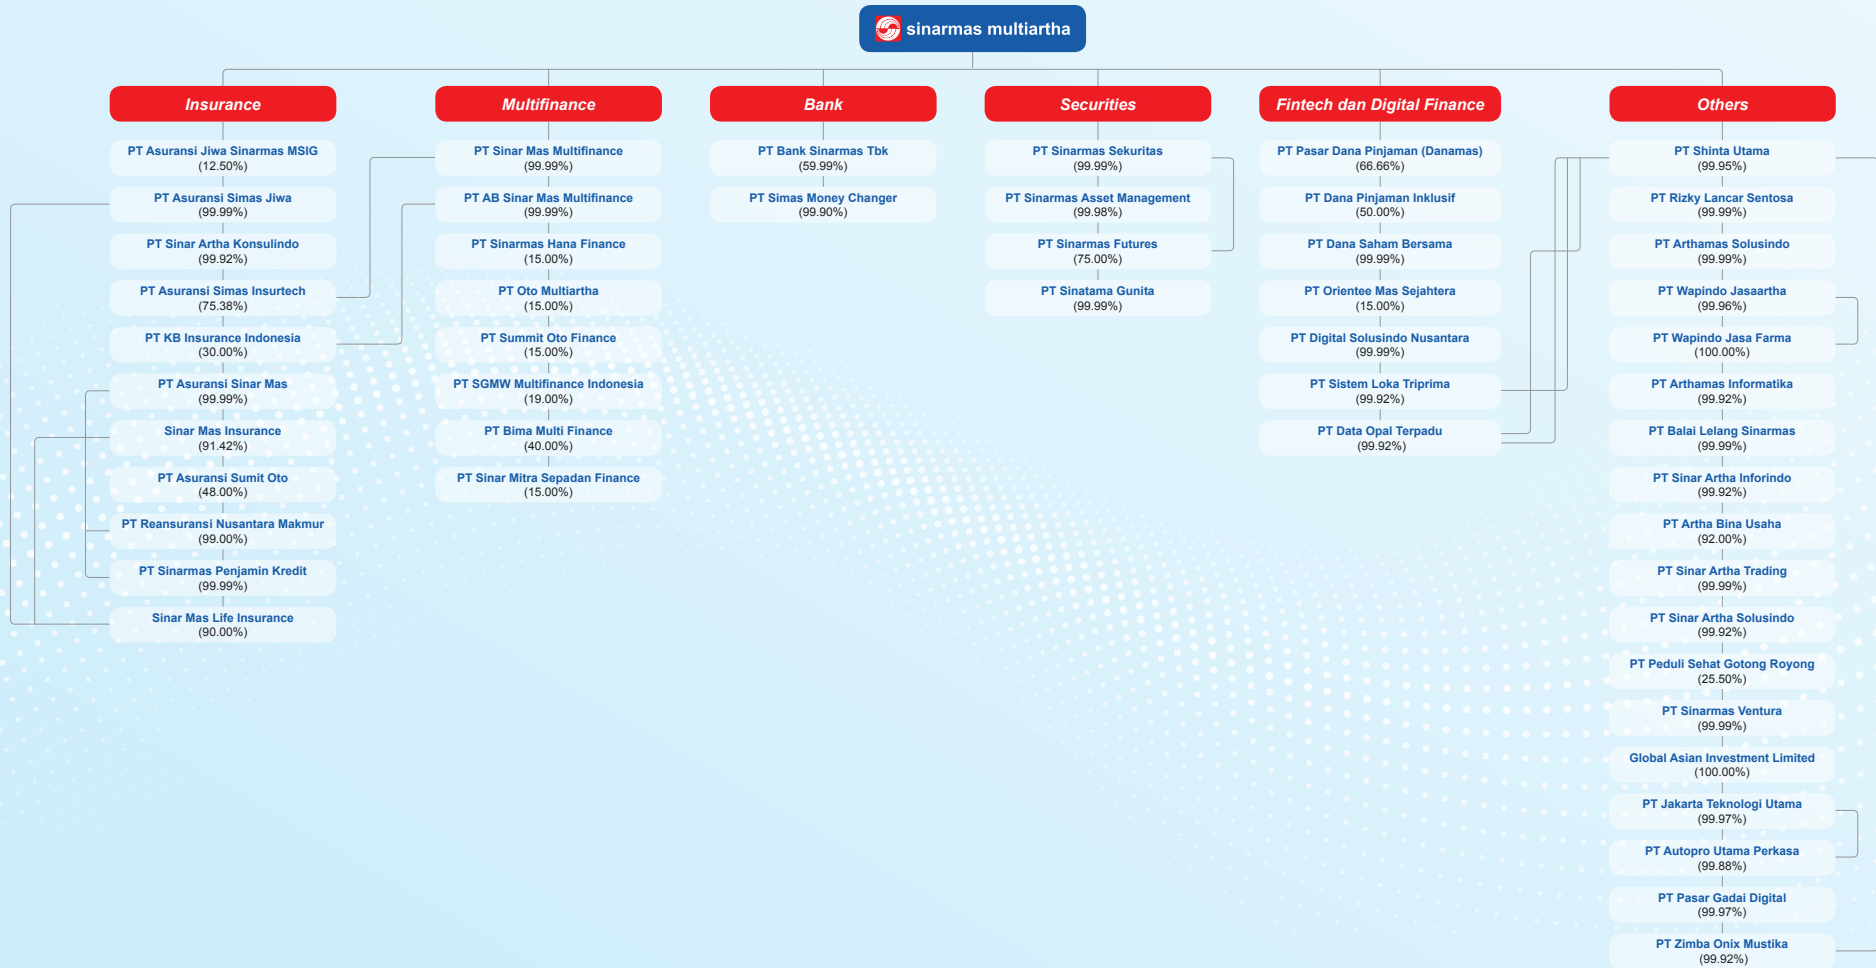 sinarmas multiartha
Insurance
PT Asuransi Jiwa Sinarmas MSIG
(12.50%)
PT Asuransi Simas Jiwa
(99.99%)
PT Sinar Artha Konsulindo
(99.92%)
PT Asuransi Simas Insurtech
(75.38%)
PT KB Insurance Indonesia
(30.00%)
PT Asuransi Sinar Mas
(99.99%)
Sinar Mas Insurance
(91.42%)
PT Asuransi Sumit Oto
(48.00%)
PT Reansuransi Nusantara Makmur
(99.00%)
PT Sinarmas Penjamin Kredit
(99.99%)
Sinar Mas Life Insurance
(90.00%)
Multifinance
PT Sinar Mas Multifinance
(99.99%)
PT AB Sinar Mas Multifinance
(99.99%)
PT Sinarmas Hana Finance
(15.00%)
PT Oto Multiartha
(15.00%)
PT Summit Oto Finance
(15.00%)
PT SGMW Multifinance Indonesia
(19.00%)
PT Bima Multi Finance
(40.00%)
PT Sinar Mitra Sepadan Finance
(15.00%)
Bank
PT Bank Sinarmas Tbk
(59.99%)
PT Simas Money Changer
(99.90%)
Securities
PT Sinarmas Sekuritas
(99.99%)
PT Sinarmas Asset Management
(99.98%)
PT Sinarmas Futures
(75.00%)
PT Sinatama Gunita
(99.99%)
Fintech dan Digital Finance
PT Pasar Dana Pinjaman (Danamas)
(66.66%)
PT Dana Pinjaman Inklusif
(50.00%)
PT Dana Saham Bersama
(99.99%)
PT Orientee Mas Sejahtera
(15.00%)
PT Digital Solusindo Nusantara
(99.99%)
PT Sistem Loka Triprima
(99.92%)
PT Data Opal Terpadu
(99.92%)
Others
PT Shinta Utama
(99.95%)
PT Rizky Lancar Sentosa
(99.99%)
PT Arthamas Solusindo
(99.99%)
PT Wapindo Jasaartha
(99.96%)
PT Wapindo Jasa Farma
(100.00%)
PT Arthamas Informatika
(99.92%)
PT Balai Lelang Sinarmas
(99.99%)
PT Sinar Artha Inforindo
(99.92%)
PT Artha Bina Usaha
(92.00%)
PT Sinar Artha Trading
(99.99%)
PT Sinar Artha Solusindo
(99.92%)
PT Peduli Sehat Gotong Royong
(25.50%)
PT Sinarmas Ventura
(99.99%)
Global Asian Investment Limited
(100.00%)
PT Jakarta Teknologi Utama
(99.97%)
PT Autopro Utama Perkasa
(99.88%)
PT Pasar Gadai Digital
(99.97%)
PT Zimba Onix Mustika
(99.92%)